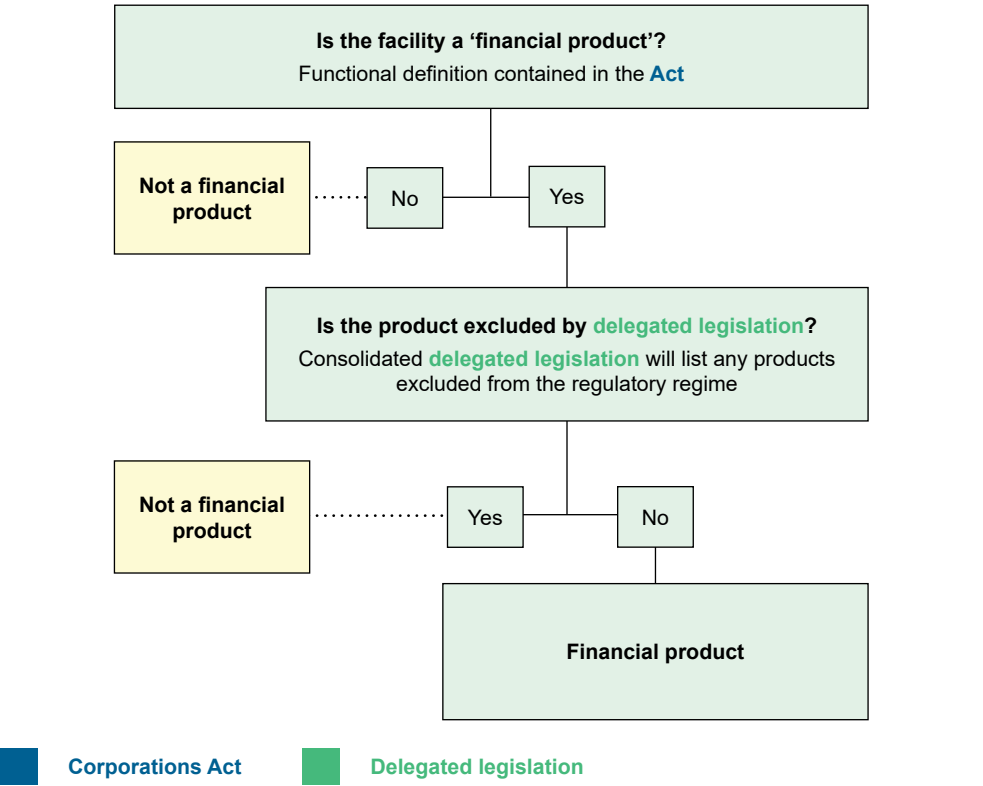 Is the facility a ‘financial product’?
Functional definition contained in the Act
Not a financial
product
No
Yes
Is the product excluded by delegated legislation?
Consolidated delegated legislation will list any products
excluded from the regulatory regime
Not a financial
product
Yes
No
Financial product
Corporations Act
Delegated legislation